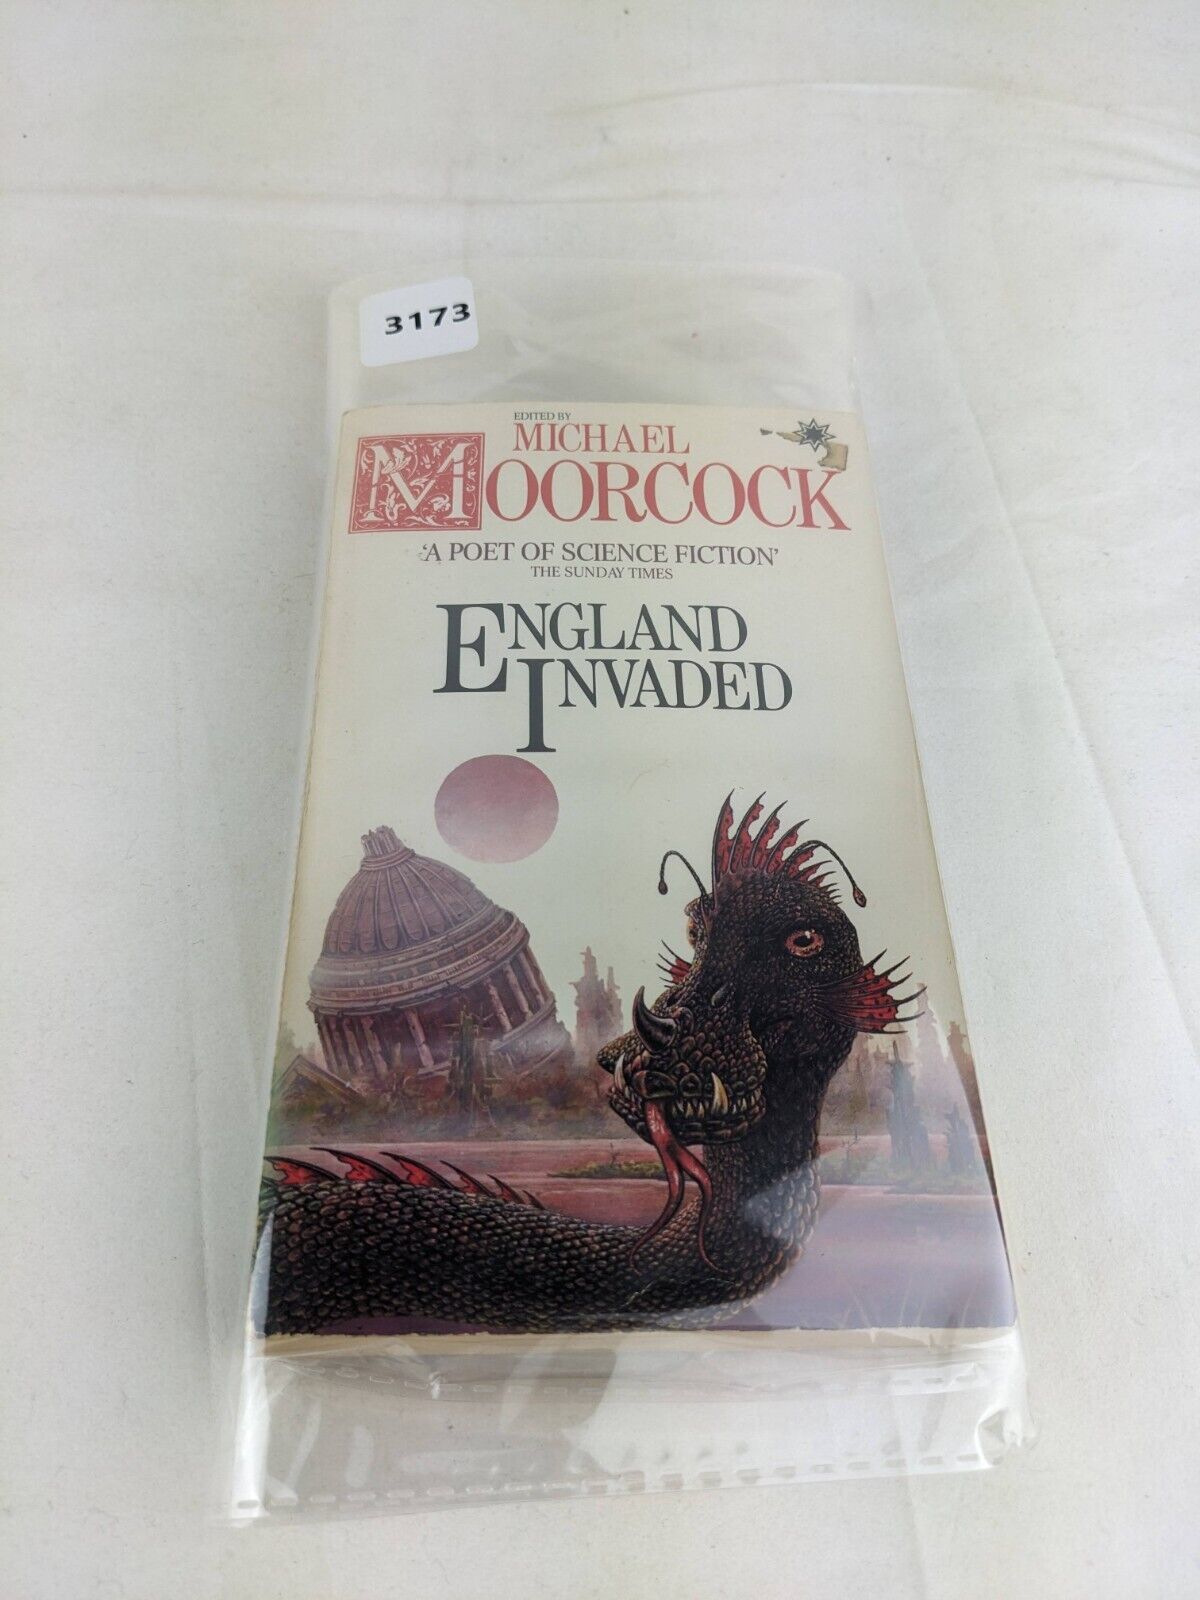 3173
EDITED BY
MICHAEL
MOORCOCK
‘A POET OF SCIENCE FICTION’
THE SUNDAY TIMES
ENGLAND
INVADED